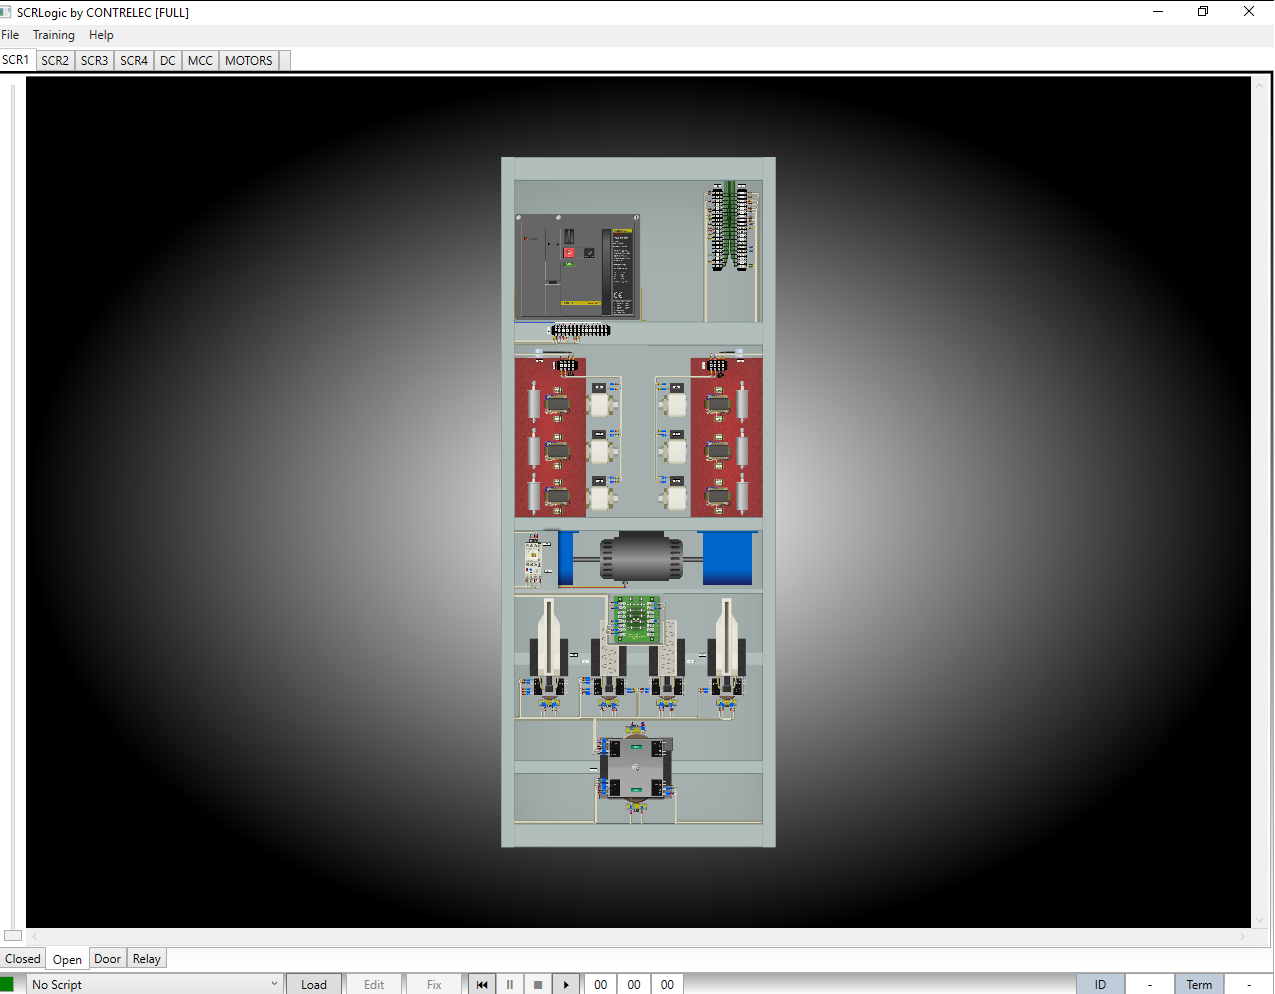 SCRLogic by CONTRELEC [FULL]
File Training Help
SCR1 SCR2 SCR3 SCR4 DC MCC MOTORS
CE
Closed Open Door Relay
No Script Load Edit Fix 00 00 00 ID - Term -